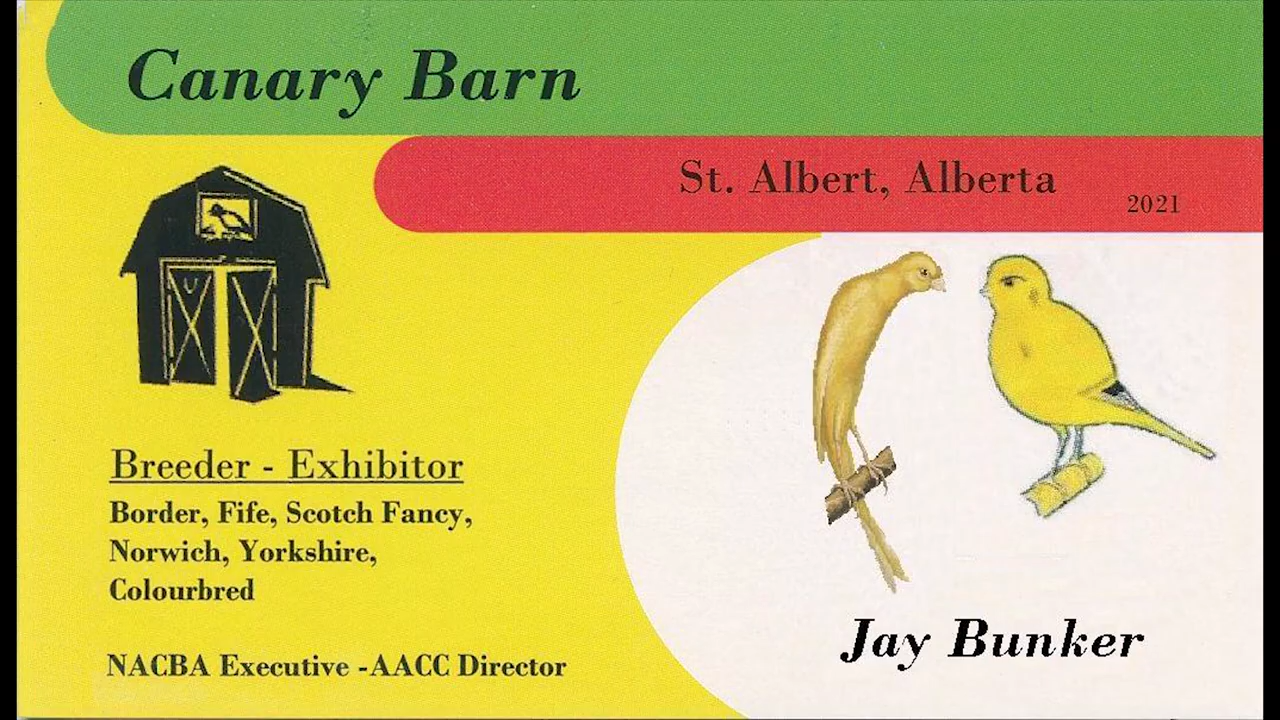 Canary Barn
St. Albert, Alberta
2021
Breeder - Exhibitor
Border, Fife, Scotch Fancy,
Norwich, Yorkshire,
Colourbred
NACBA Executive -AACC Director
Jay Bunker